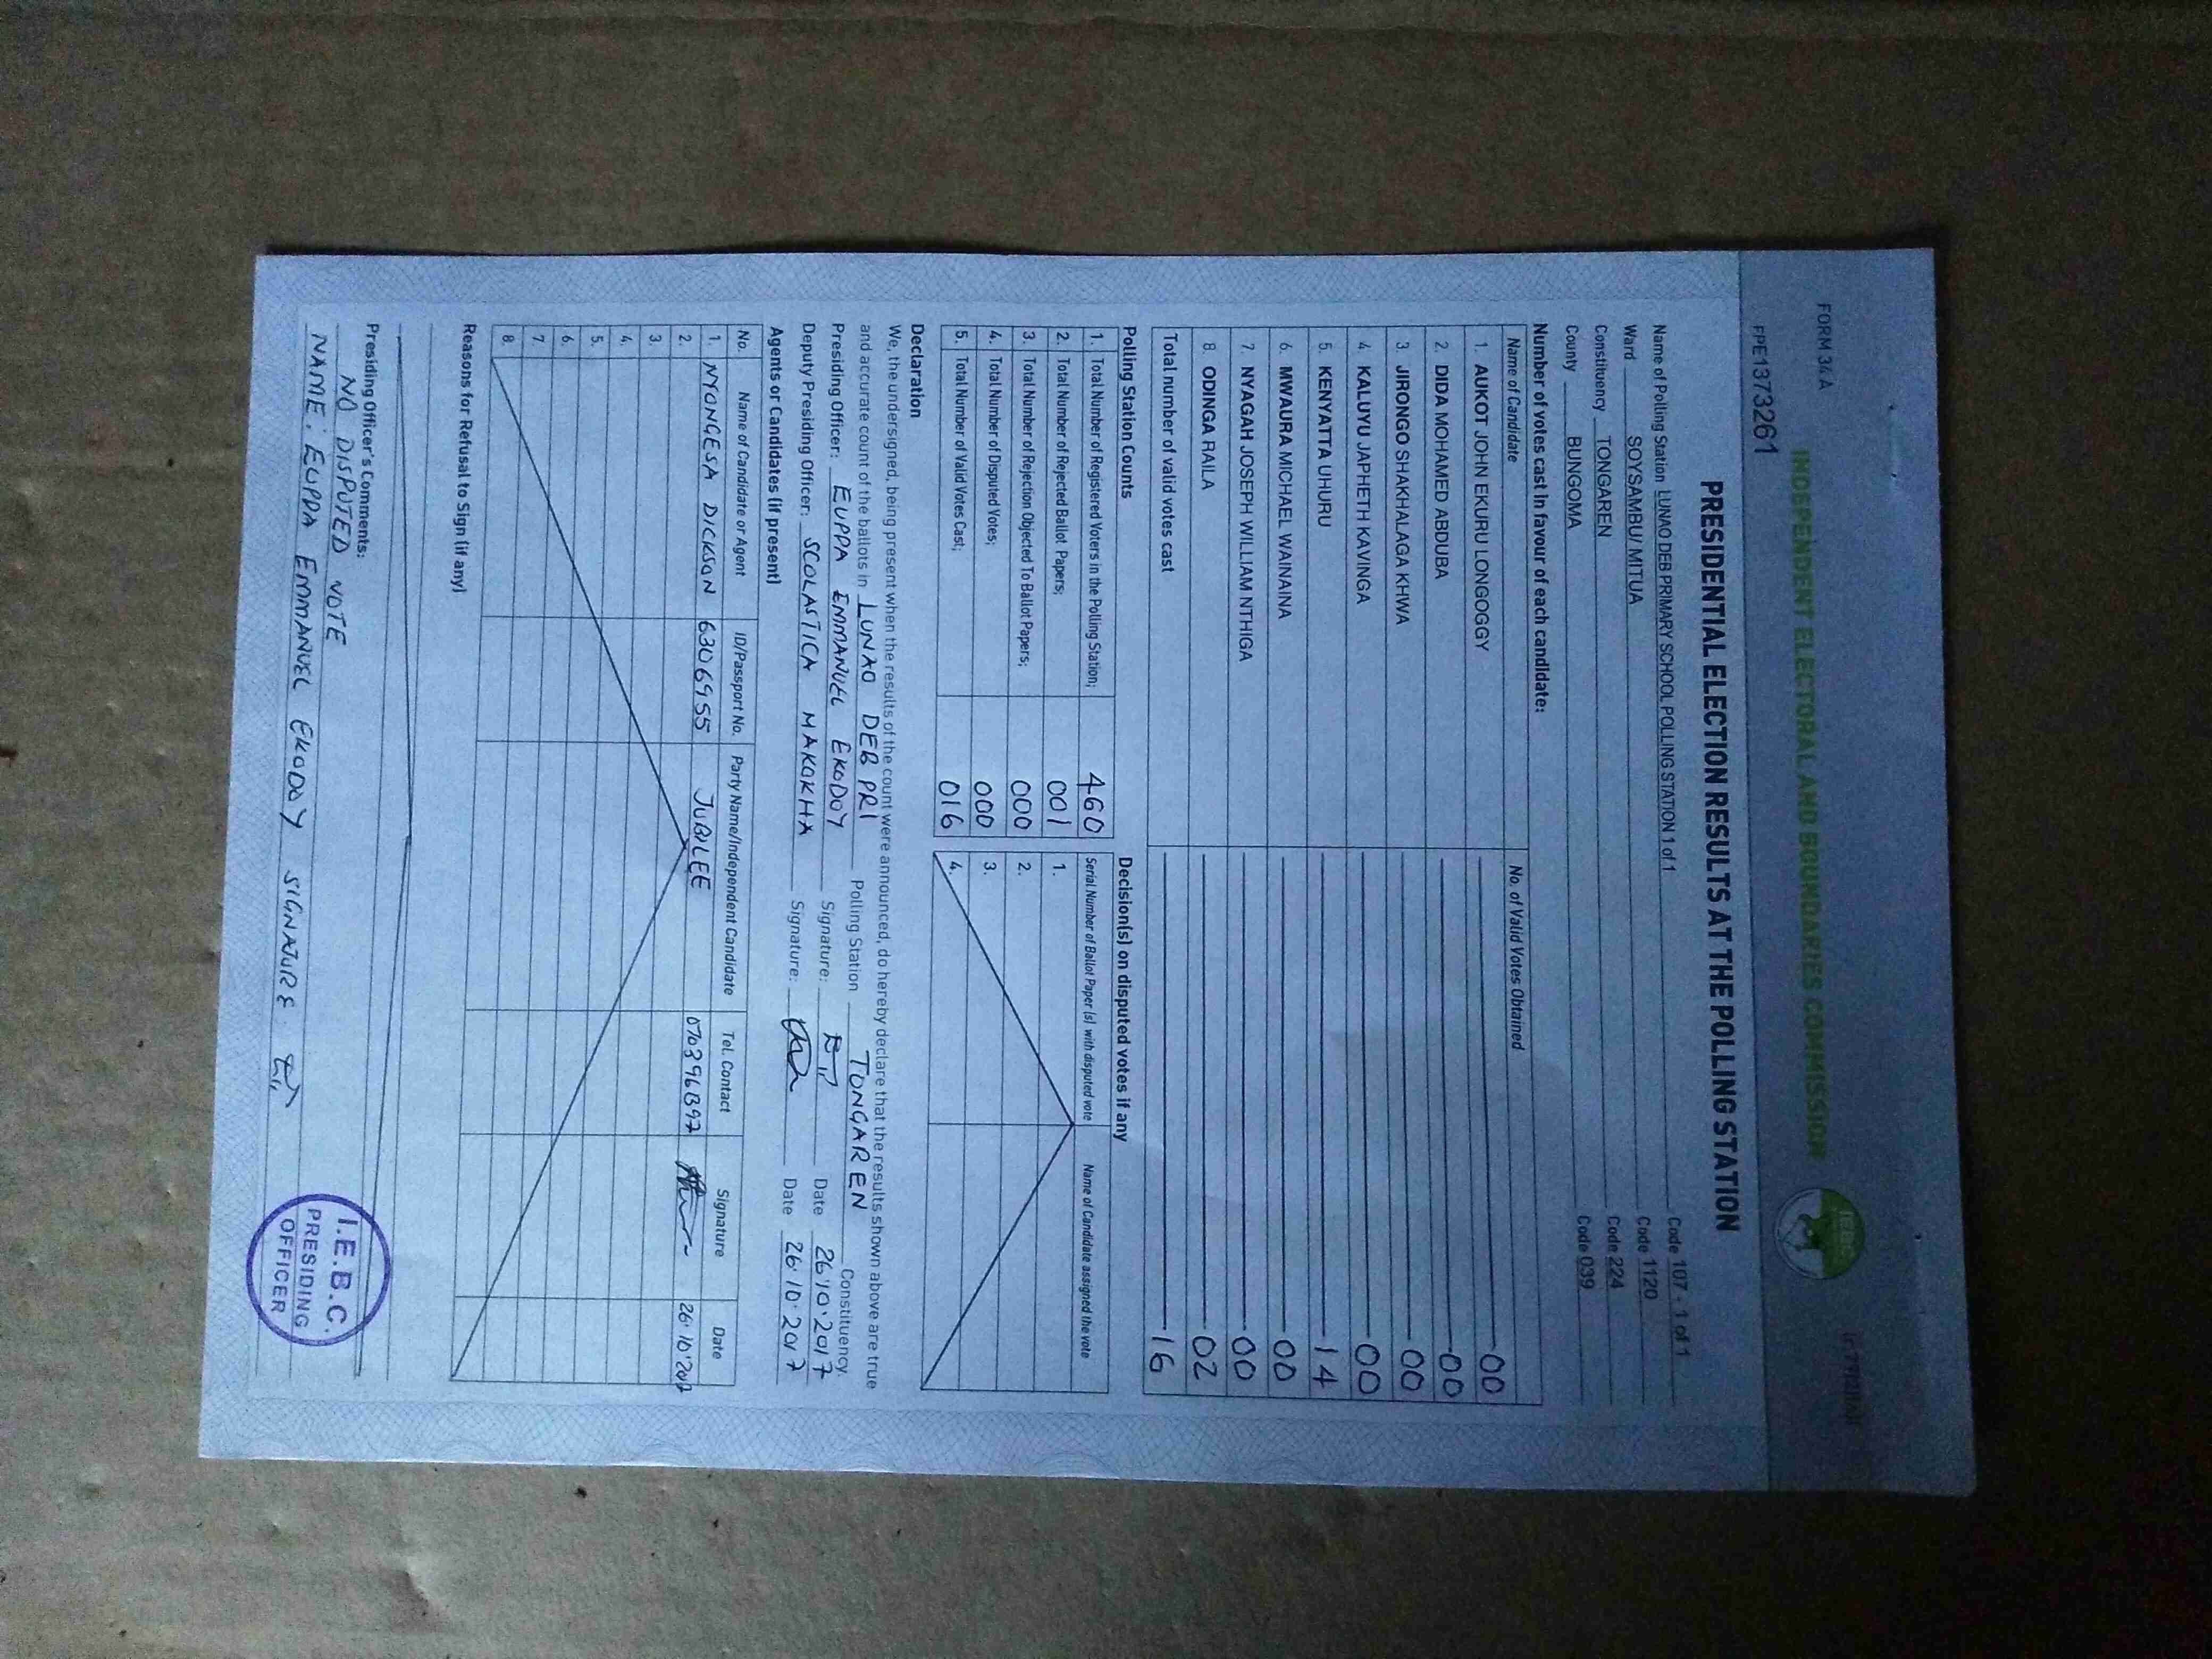 FORM 34A
INDEPENDENT ELECTORAL AND BOUNDARIES COMMISSION
IEBC
FPE1373261
PRESIDENTIAL ELECTION RESULTS AT THE POLLING STATION
Name of Polling Station LUNAO DEB PRIMARY SCHOOL POLLING STATION 1 of 1 Code 107 - 1 of 1
Ward SOYSAMBU/ MITUA Code 1120
Constituency TONGAREN Code 224
County BUNGOMA Code 039
Number of votes cast in favour of each candidate:
Name of Candidate No. of Valid Votes Obtained
1. AUKOT JOHN EKURU LONGOGGY 00
2. DIDA MOHAMED ABDUBA 00
3. JIRONGO SHAKHALAGA KHWA 00
4. KALUYU JAPHETH KAVINGA 00
5. KENYATTA UHURU 14
6. MWAURA MICHAEL WAINAINA 00
7. NYAGAH JOSEPH WILLIAM NTHIGA 00
8. ODINGA RAILA 02
Total number of valid votes cast 16
Polling Station Counts
1. Total Number of Registered Voters in the Polling Station; 460
2. Total Number of Rejected Ballot Papers; 001
3. Total Number of Rejection Objected To Ballot Papers; 000
4. Total Number of Disputed Votes; 000
5. Total Number of Valid Votes Cast; 016
Decision(s) on disputed votes if any
Serial Number of Ballot Paper (s) with disputed vote Name of Candidate assigned the vote
1.
2.
3.
4.
Declaration
We, the undersigned, being present when the results of the count were announced, do hereby declare that the results shown above are true
and accurate count of the ballots in LUNAO DEB PRI Polling Station TONGAREN Constituency.
Presiding Officer: EUPPA EMMANUEL EKODOY Signature: Date 26.10.2017
Deputy Presiding Officer: SCOLASTICA MAKOKHA Signature: Date 26.10.2017
Agents or Candidates (if present)
No. Name of Candidate or Agent ID/Passport No. Party Name/Independent Candidate Tel. Contact Signature Date
1. NYONGESA DICKSON 6306955 JUBILEE 26.10.2017
2.
3.
4.
5.
6.
7.
8.
Reasons for Refusal to Sign (if any)
Presiding Officer's Comments:
NO DISPUTED VOTE
NAME: EUPPA EMMANUEL EKODOY SIGNATURE
I.E.B.C.
PRESIDING
OFFICER